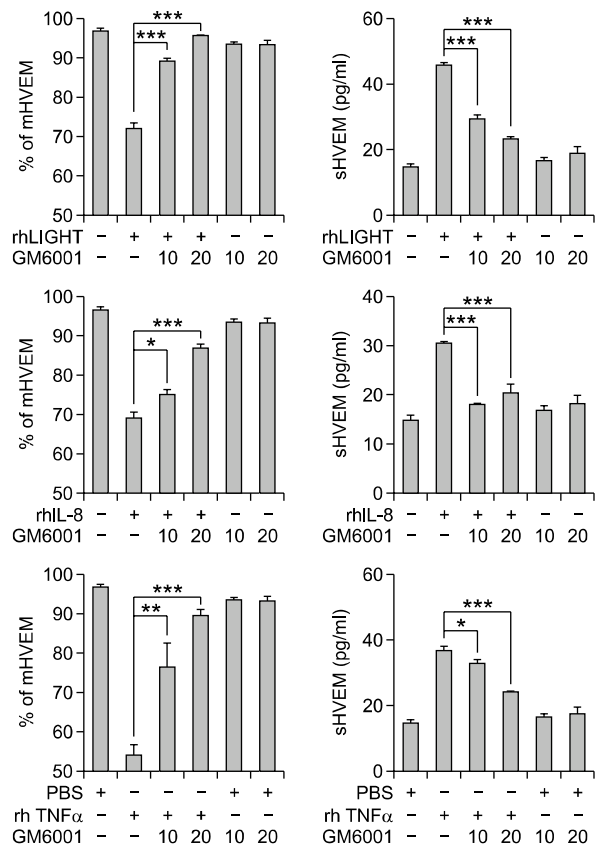 100
90
80
70
60
50
% of mHVEM
***
***
rhLIGHT – + + + – –
GM6001 – – 10 20 10 20
60
40
20
0
sHVEM (pg/ml)
***
***
rhLIGHT – + + + – –
GM6001 – – 10 20 10 20
100
90
80
70
60
50
% of mHVEM
***
*
rhIL-8 – + + + – –
GM6001 – – 10 20 10 20
40
30
20
10
0
sHVEM (pg/ml)
***
***
rhIL-8 – + + + – –
GM6001 – – 10 20 10 20
100
90
80
70
60
50
% of mHVEM
***
**
PBS + – – – + +
rh TNFα – + + + – –
GM6001 – – 10 20 10 20
60
40
20
0
sHVEM (pg/ml)
***
*
PBS + – – – + +
rh TNFα – + + + – –
GM6001 – – 10 20 10 20